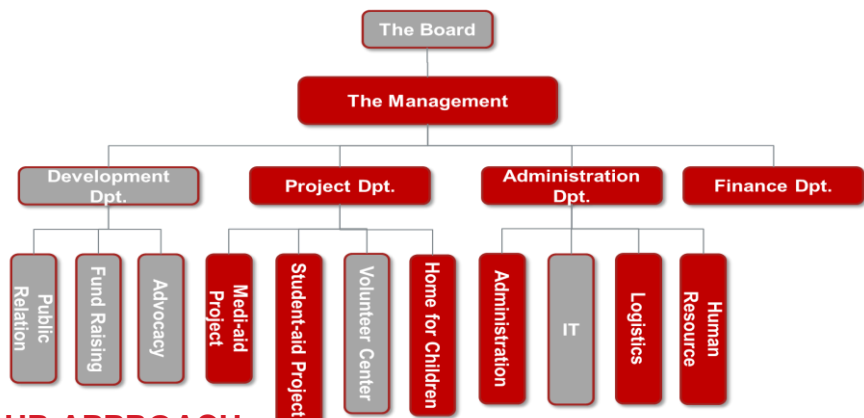 The Board
The Management
Development
Dpt.
Project Dpt.
Administration
Dpt.
Finance Dpt.
Public
Relation
Fund Raising
Advocacy
Medi-aid
Project
Student-aid Project
Volunteer Center
Home for Children
Administration
IT
Logistics
Human
Resource
APPROACH